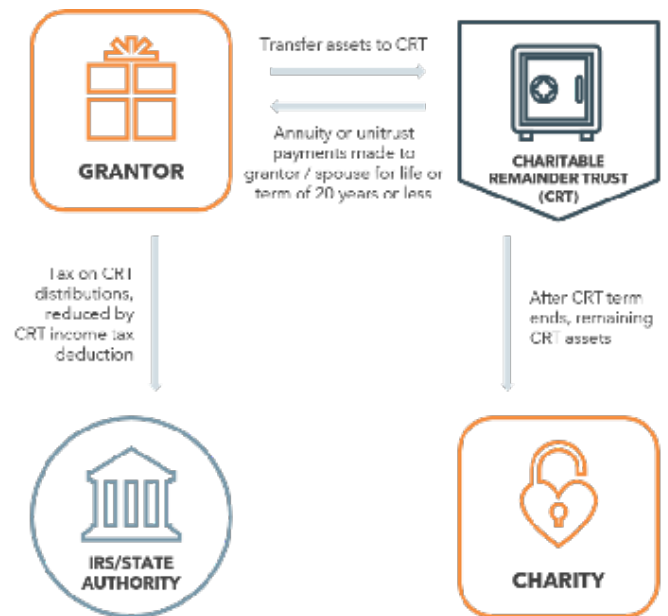 Transfer assets to CRT
Annuity or unitrust
payments made to
grantor / spouse for life or
term of 20 years or less
GRANTOR
CHARITABLE
REMAINDER TRUST
(CRT)
Tax on CRT
distributions,
reduced by
CRT income tax
deduction
After CRT term
ends, remaining
CRT assets
IRS/STATE
AUTHORITY
CHARITY